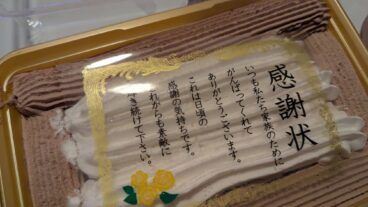 感謝状
いつも私たち家族のために
がんばってくれて
ありがとうございます。
これは日頃の
感謝の気持ちです。
これからも素敵に
輝き続けて下さい。